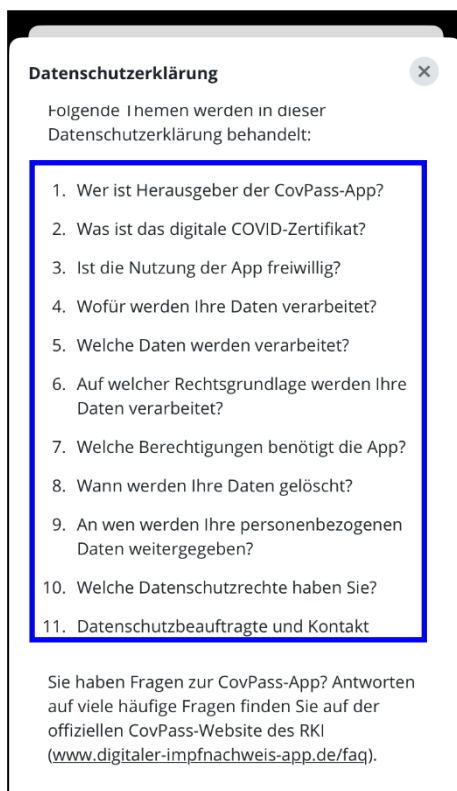 Datenschutzerklärung
Folgende Themen werden in dieser
Datenschutzerklärung behandelt:
1. Wer ist Herausgeber der CovPass-App?
2. Was ist das digitale COVID-Zertifikat?
3. Ist die Nutzung der App freiwillig?
4. Wofür werden Ihre Daten verarbeitet?
5. Welche Daten werden verarbeitet?
6. Auf welcher Rechtsgrundlage werden Ihre
Daten verarbeitet?
7. Welche Berechtigungen benötigt die App?
8. Wann werden Ihre Daten gelöscht?
9. An wen werden Ihre personenbezogenen
Daten weitergegeben?
10. Welche Datenschutzrechte haben Sie?
11. Datenschutzbeauftragte und Kontakt
Sie haben Fragen zur CovPass-App? Antworten
auf viele häufige Fragen finden Sie auf der
offiziellen CovPass-Website des RKI
(www.digitaler-impfnachweis-app.de/faq).